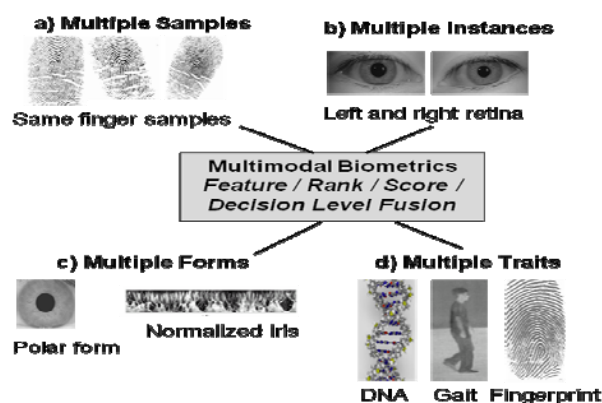 a) Multiple Samples
Same finger samples
b) Multiple Instances
Left and right retina
Multimodal Biometrics
Feature / Rank / Score /
Decision Level Fusion
c) Multiple Forms
Polar form
Normalized Iris
d) Multiple Traits
DNA Gait Fingerprint